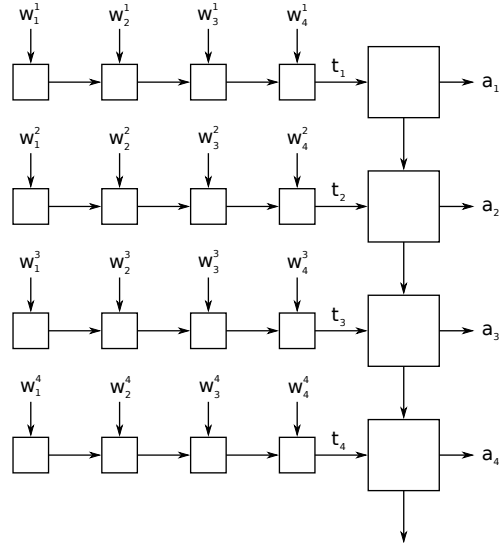 w₁¹ w₂¹ w₃¹ w₄¹
t₁ a₁
w₁² w₂² w₃² w₄²
t₂ a₂
w₁³ w₂³ w₃³ w₄³
t₃ a₃
w₁⁴ w₂⁴ w₃⁴ w₄⁴
t₄ a₄